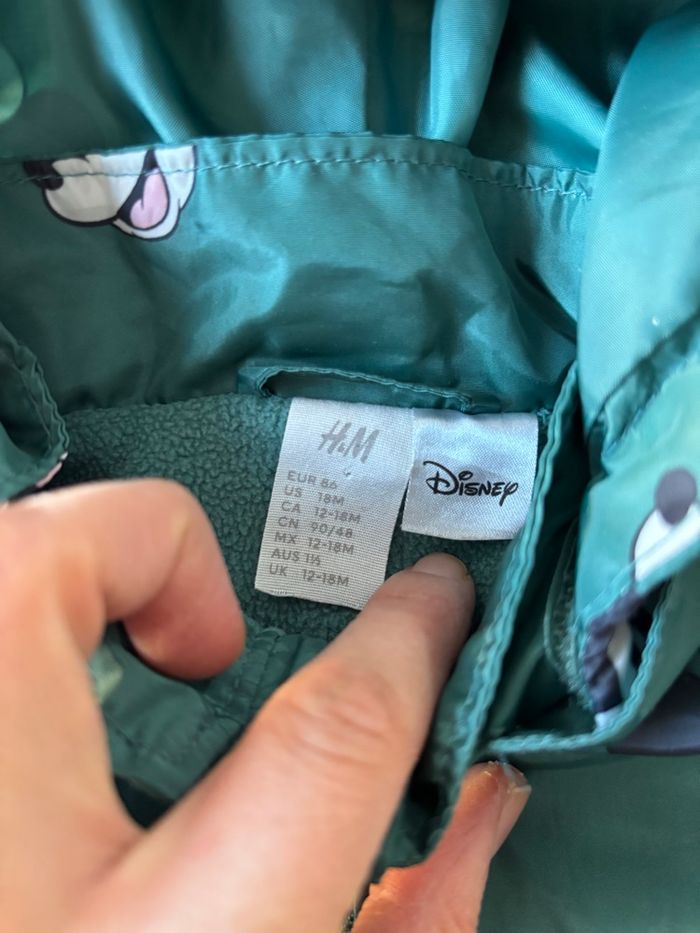 H&M
EUR 86
US 18M
CA 12-18M
CN 90/48
MX 12-18M
AUS 1½
UK 12-18M
Disney